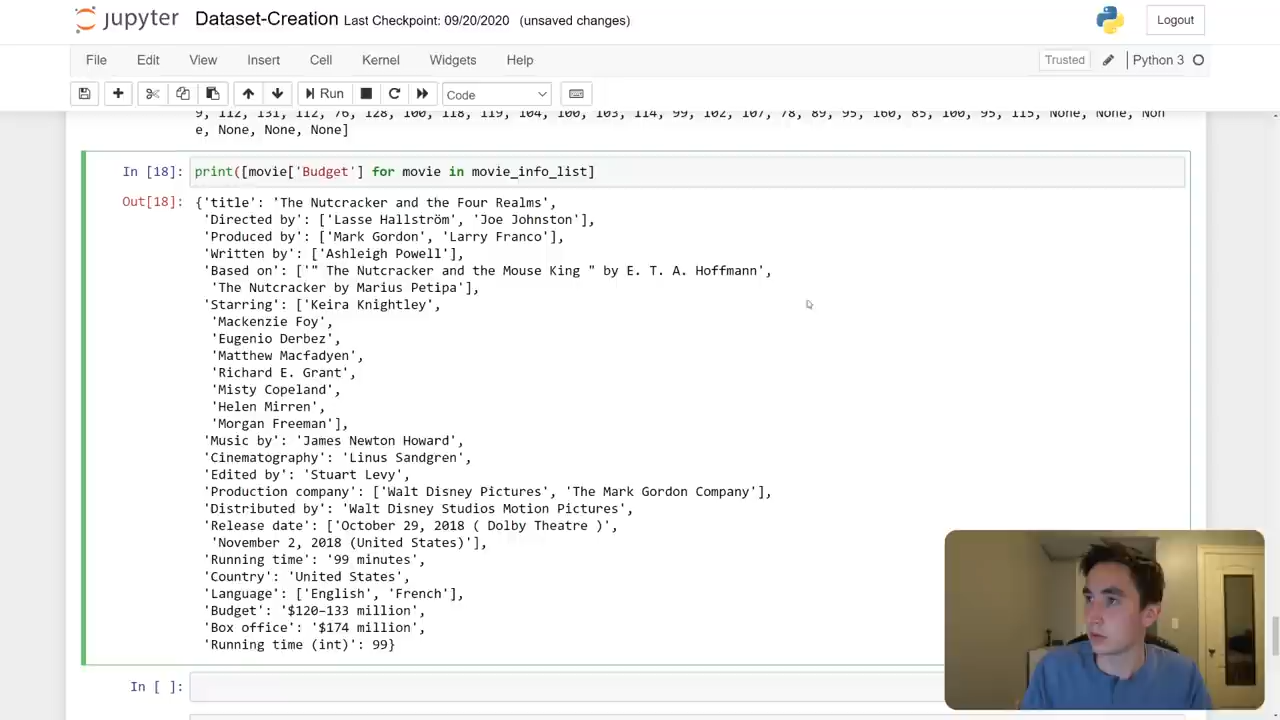 jupyter Dataset-Creation Last Checkpoint: 09/20/2020 (unsaved changes) Logout
File Edit View Insert Cell Kernel Widgets Help Trusted Python 3
Run Code
9, 112, 131, 112, 76, 128, 100, 118, 119, 104, 100, 103, 114, 99, 102, 107, 78, 89, 95, 160, 85, 100, 95, 115, None, None, Non
e, None, None, None]
In [18]: print([movie['Budget'] for movie in movie_info_list]
Out[18]: {'title': 'The Nutcracker and the Four Realms',
'Directed by': ['Lasse Hallström', 'Joe Johnston'],
'Produced by': ['Mark Gordon', 'Larry Franco'],
'Written by': ['Ashleigh Powell'],
'Based on': ['" The Nutcracker and the Mouse King " by E. T. A. Hoffmann',
'The Nutcracker by Marius Petipa'],
'Starring': ['Keira Knightley',
'Mackenzie Foy',
'Eugenio Derbez',
'Matthew Macfadyen',
'Richard E. Grant',
'Misty Copeland',
'Helen Mirren',
'Morgan Freeman'],
'Music by': 'James Newton Howard',
'Cinematography': 'Linus Sandgren',
'Edited by': 'Stuart Levy',
'Production company': ['Walt Disney Pictures', 'The Mark Gordon Company'],
'Distributed by': 'Walt Disney Studios Motion Pictures',
'Release date': ['October 29, 2018 ( Dolby Theatre )',
'November 2, 2018 (United States)'],
'Running time': '99 minutes',
'Country': 'United States',
'Language': ['English', 'French'],
'Budget': '$120–133 million',
'Box office': '$174 million',
'Running time (int)': 99}
In [ ]: